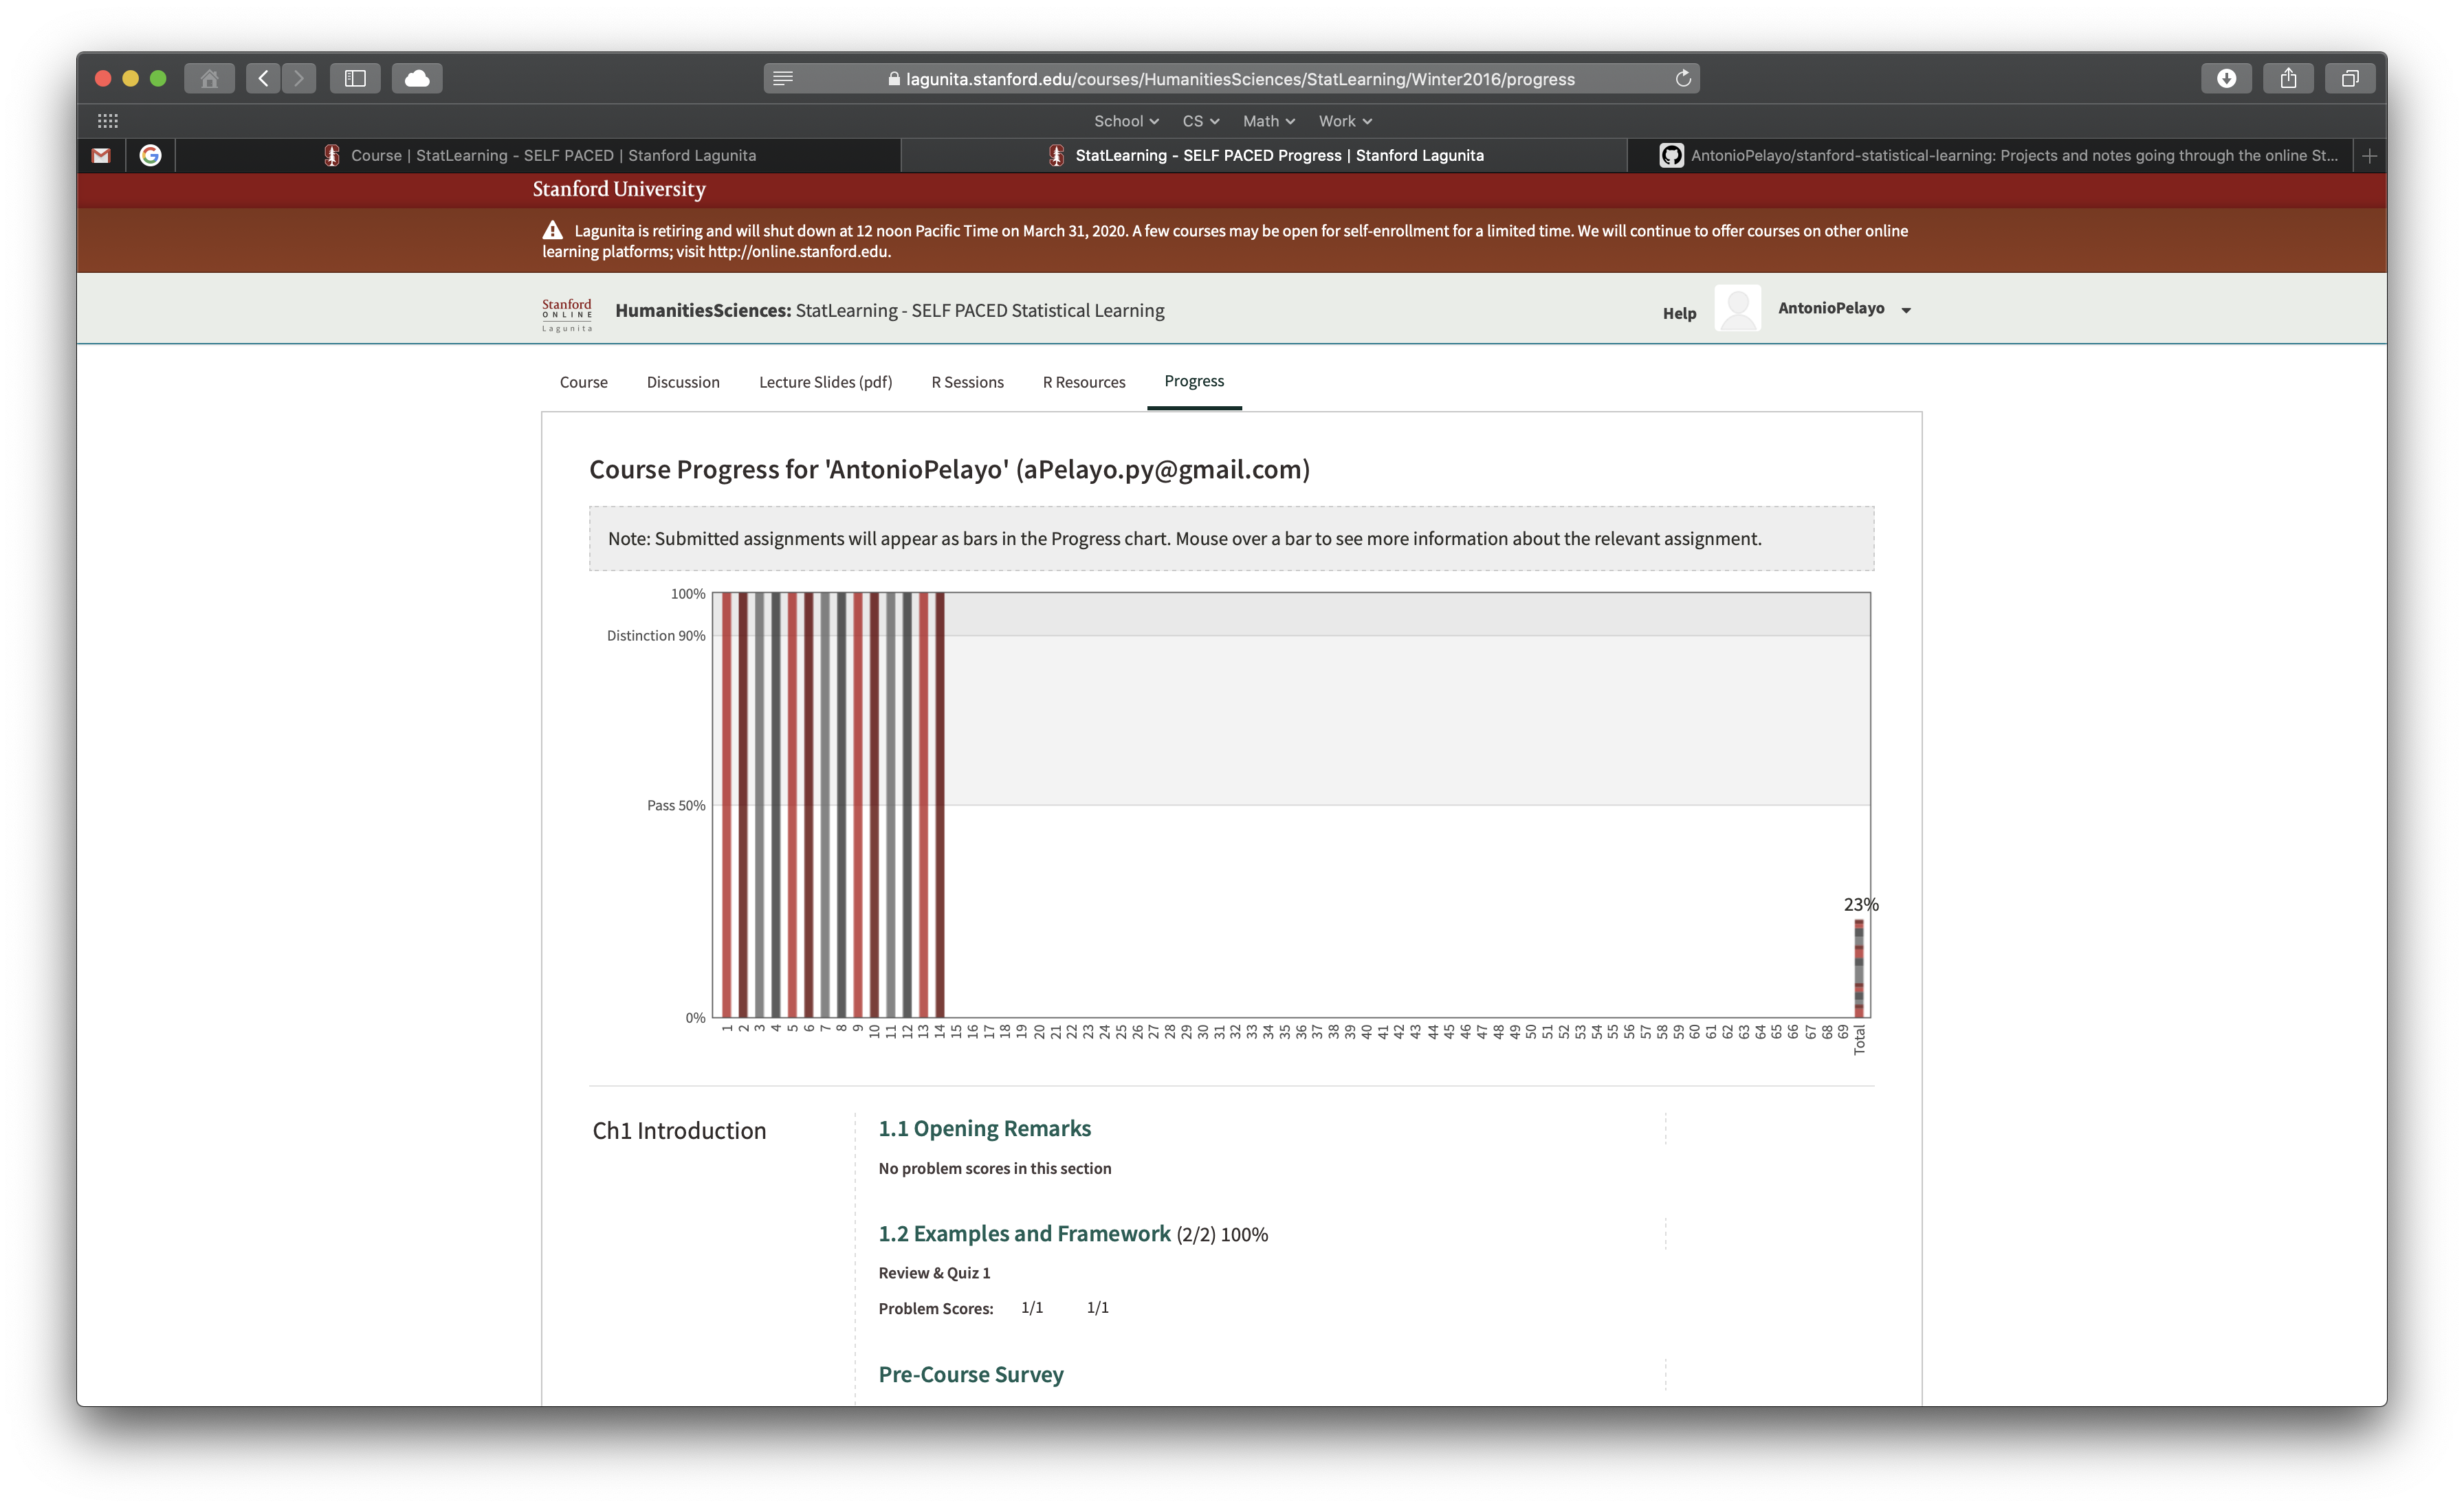 lagunita.stanford.edu/courses/HumanitiesSciences/StatLearning/Winter2016/progress
School CS Math Work
Course | StatLearning - SELF PACED | Stanford Lagunita
StatLearning - SELF PACED Progress | Stanford Lagunita
AntonioPelayo/stanford-statistical-learning: Projects and notes going through the online St...
Stanford University
Lagunita is retiring and will shut down at 12 noon Pacific Time on March 31, 2020. A few courses may be open for self-enrollment for a limited time. We will continue to offer courses on other online
learning platforms; visit http://online.stanford.edu.
Stanford
ONLINE
Lagunita
HumanitiesSciences: StatLearning - SELF PACED Statistical Learning
Help
AntonioPelayo
Course Discussion Lecture Slides (pdf) R Sessions R Resources Progress
Course Progress for 'AntonioPelayo' (aPelayo.py@gmail.com)
Note: Submitted assignments will appear as bars in the Progress chart. Mouse over a bar to see more information about the relevant assignment.
100%
Distinction 90%
Pass 50%
23%
0%
1 2 3 4 5 6 7 8 9 10 11 12 13 14 15 16 17 18 19 20 21 22 23 24 25 26 27 28 29 30 31 32 33 34 35 36 37 38 39 40 41 42 43 44 45 46 47 48 49 50 51 52 53 54 55 56 57 58 59 60 61 62 63 64 65 66 67 68 69 Total
Ch1 Introduction
1.1 Opening Remarks
No problem scores in this section
1.2 Examples and Framework (2/2) 100%
Review & Quiz 1
Problem Scores: 1/1 1/1
Pre-Course Survey